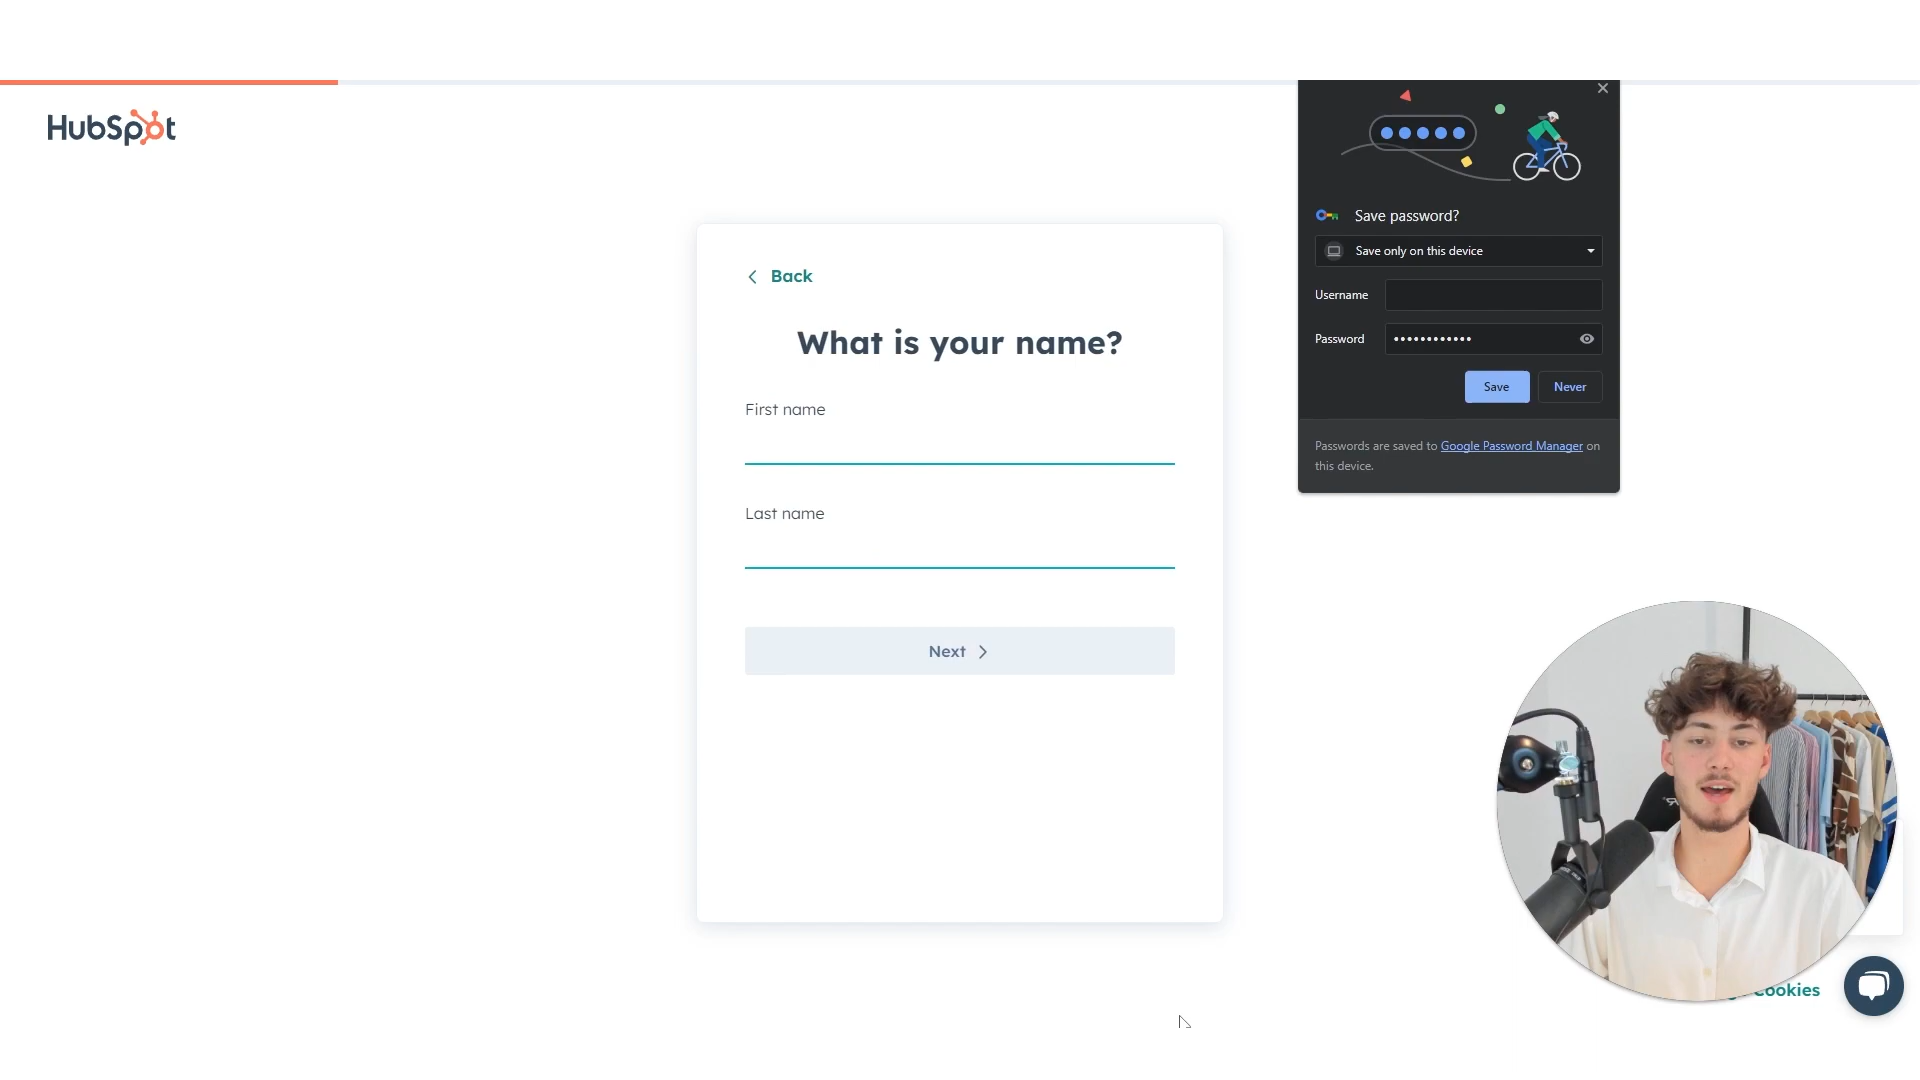 HubSpot
Back
What is your name?
First name
Last name
Next
Save password?
Save only on this device
Username
Password
••••••••••••
Save
Never
Passwords are saved to Google Password Manager on
this device.
Cookies